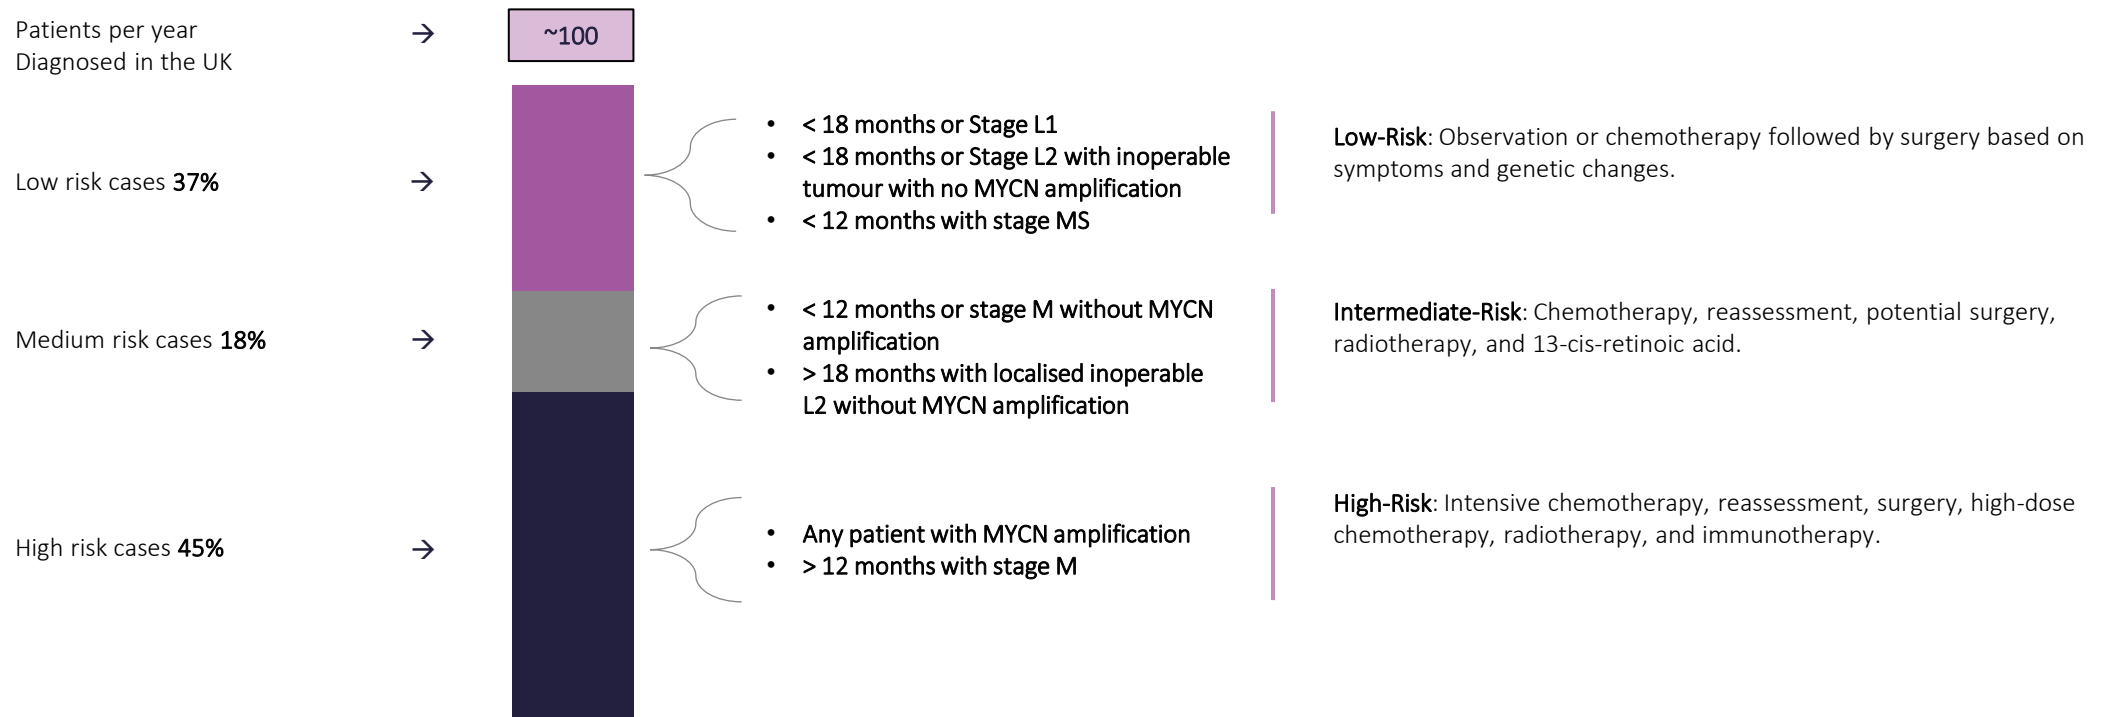 Patients per year
Diagnosed in the UK
→
~100
Low risk cases 37%
→
• < 18 months or Stage L1
• < 18 months or Stage L2 with inoperable
tumour with no MYCN amplification
• < 12 months with stage MS
Low-Risk: Observation or chemotherapy followed by surgery based on
symptoms and genetic changes.
Medium risk cases 18%
→
• < 12 months or stage M without MYCN
amplification
• > 18 months with localised inoperable
L2 without MYCN amplification
Intermediate-Risk: Chemotherapy, reassessment, potential surgery,
radiotherapy, and 13-cis-retinoic acid.
High risk cases 45%
→
• Any patient with MYCN amplification
• > 12 months with stage M
High-Risk: Intensive chemotherapy, reassessment, surgery, high-dose
chemotherapy, radiotherapy, and immunotherapy.